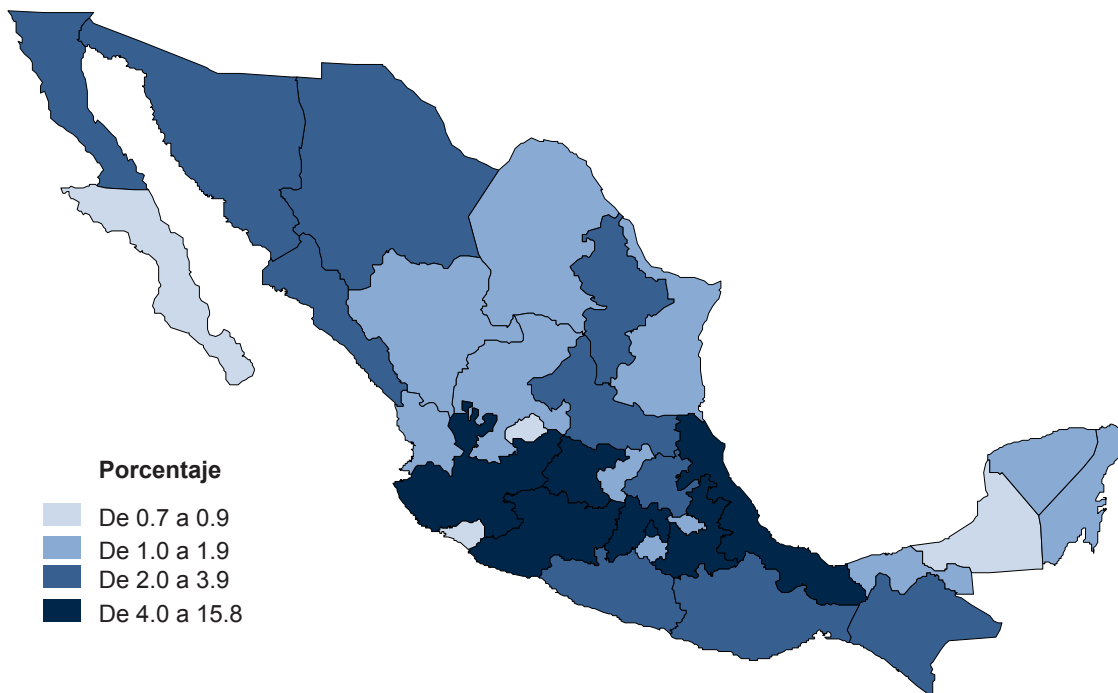 Porcentaje
De 0.7 a 0.9
De 1.0 a 1.9
De 2.0 a 3.9
De 4.0 a 15.8